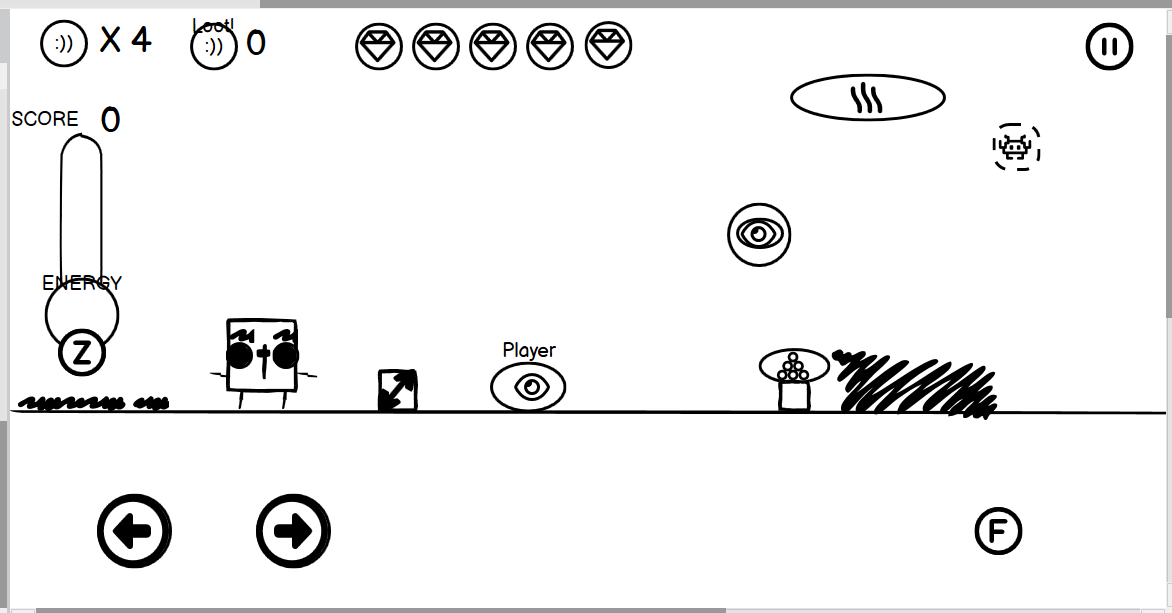 :)) X 4
Loot!
:)) 0
SCORE 0
ENERGY
Z
Player
F